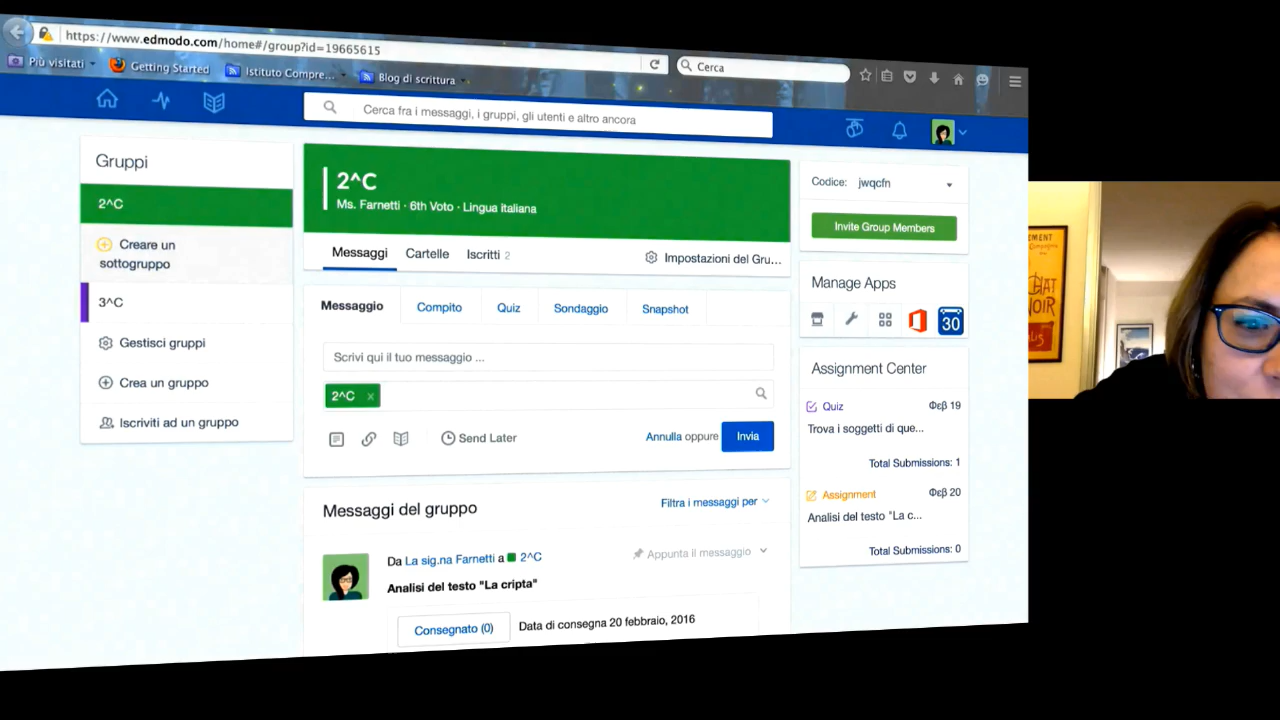 https://www.edmodo.com/home#/group?id=19665615
Cerca
Più visitati
Getting Started
Istituto Compre...
Blog di scrittura
Cerca fra i messaggi, i gruppi, gli utenti e altro ancora
Gruppi
2^C
Creare un
sottogruppo
3^C
Gestisci gruppi
Crea un gruppo
Iscriviti ad un gruppo
2^C
Ms. Farnetti · 6th Voto · Lingua italiana
Messaggi
Cartelle
Iscritti 2
Impostazioni del Gru...
Messaggio
Compito
Quiz
Sondaggio
Snapshot
Scrivi qui il tuo messaggio ...
2^C x
Send Later
Annulla oppure
Invia
Messaggi del gruppo
Filtra i messaggi per
Da La sig.na Farnetti a 2^C
Appunta il messaggio
Analisi del testo "La cripta"
Consegnato (0)
Data di consegna 20 febbraio, 2016
Codice: jwqcfn
Invite Group Members
Manage Apps
30
Assignment Center
Quiz
Φεβ 19
Trova i soggetti di que...
Total Submissions: 1
Assignment
Φεβ 20
Analisi del testo "La c...
Total Submissions: 0
EMENT
CHAT
NOIR